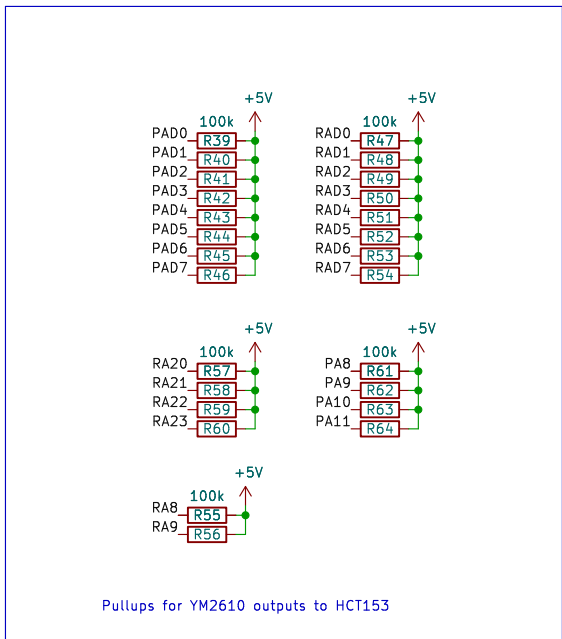 +5V +5V
100k 100k
PAD0 R39 RAD0 R47
PAD1 R40 RAD1 R48
PAD2 R41 RAD2 R49
PAD3 R42 RAD3 R50
PAD4 R43 RAD4 R51
PAD5 R44 RAD5 R52
PAD6 R45 RAD6 R53
PAD7 R46 RAD7 R54
+5V +5V
100k 100k
RA20 R57 PA8 R61
RA21 R58 PA9 R62
RA22 R59 PA10 R63
RA23 R60 PA11 R64
+5V
100k
RA8 R55
RA9 R56
Pullups for YM2610 outputs to HCT153